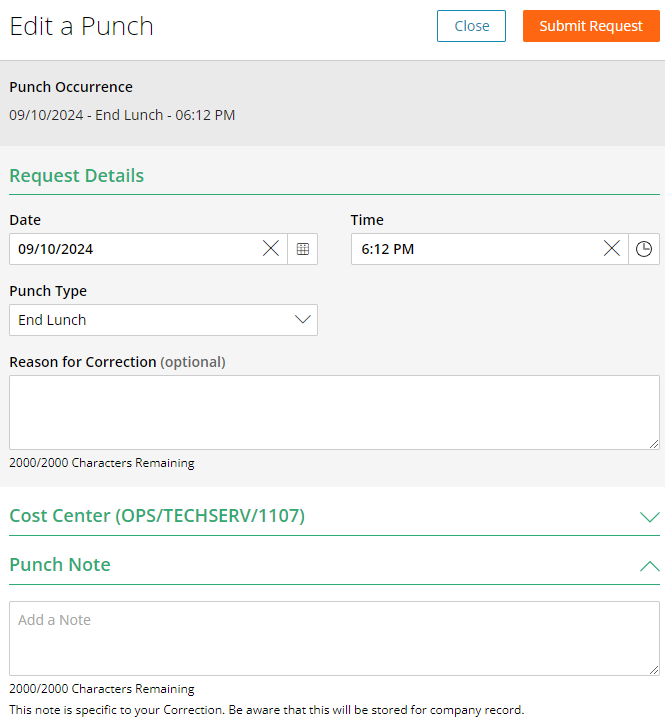 Edit a Punch
Close
Submit Request
Punch Occurrence
09/10/2024 - End Lunch - 06:12 PM
Request Details
Date
Time
09/10/2024
6:12 PM
Punch Type
End Lunch
Reason for Correction (optional)
2000/2000 Characters Remaining
Cost Center (OPS/TECHSERV/1107)
Punch Note
Add a Note
2000/2000 Characters Remaining
This note is specific to your Correction. Be aware that this will be stored for company record.